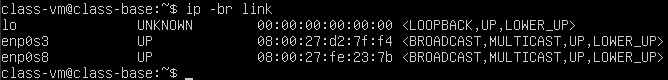 class-vm@class-base:~$ ip -br link
lo               UNKNOWN        00:00:00:00:00:00 <LOOPBACK,UP,LOWER_UP>
enp0s3           UP             08:00:27:d2:7f:f4 <BROADCAST,MULTICAST,UP,LOWER_UP>
enp0s8           UP             08:00:27:fe:23:7b <BROADCAST,MULTICAST,UP,LOWER_UP>
class-vm@class-base:~$ _